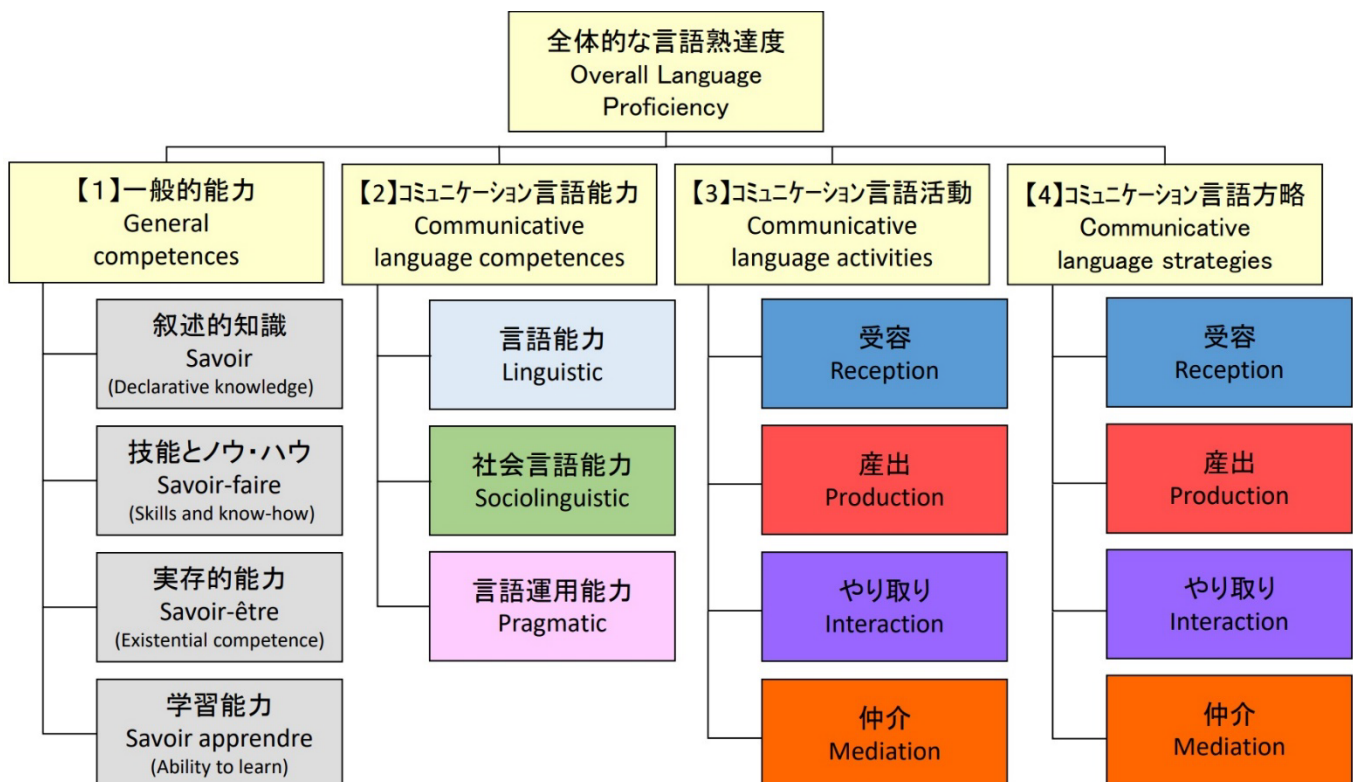 全体的な言語熟達度
Overall Language
Proficiency
【1】一般的能力
General
competences
叙述的知識
Savoir
(Declarative knowledge)
技能とノウ・ハウ
Savoir-faire
(Skills and know-how)
実存的能力
Savoir-être
(Existential competence)
学習能力
Savoir apprendre
(Ability to learn)
【2】ｺﾐｭﾆｹｰｼｮﾝ言語能力
Communicative
language competences
言語能力
Linguistic
社会言語能力
Sociolinguistic
言語運用能力
Pragmatic
【3】ｺﾐｭﾆｹｰｼｮﾝ言語活動
Communicative
language activities
受容
Reception
産出
Production
やり取り
Interaction
仲介
Mediation
【4】ｺﾐｭﾆｹｰｼｮﾝ言語方略
Communicative
language strategies
受容
Reception
産出
Production
やり取り
Interaction
仲介
Mediation